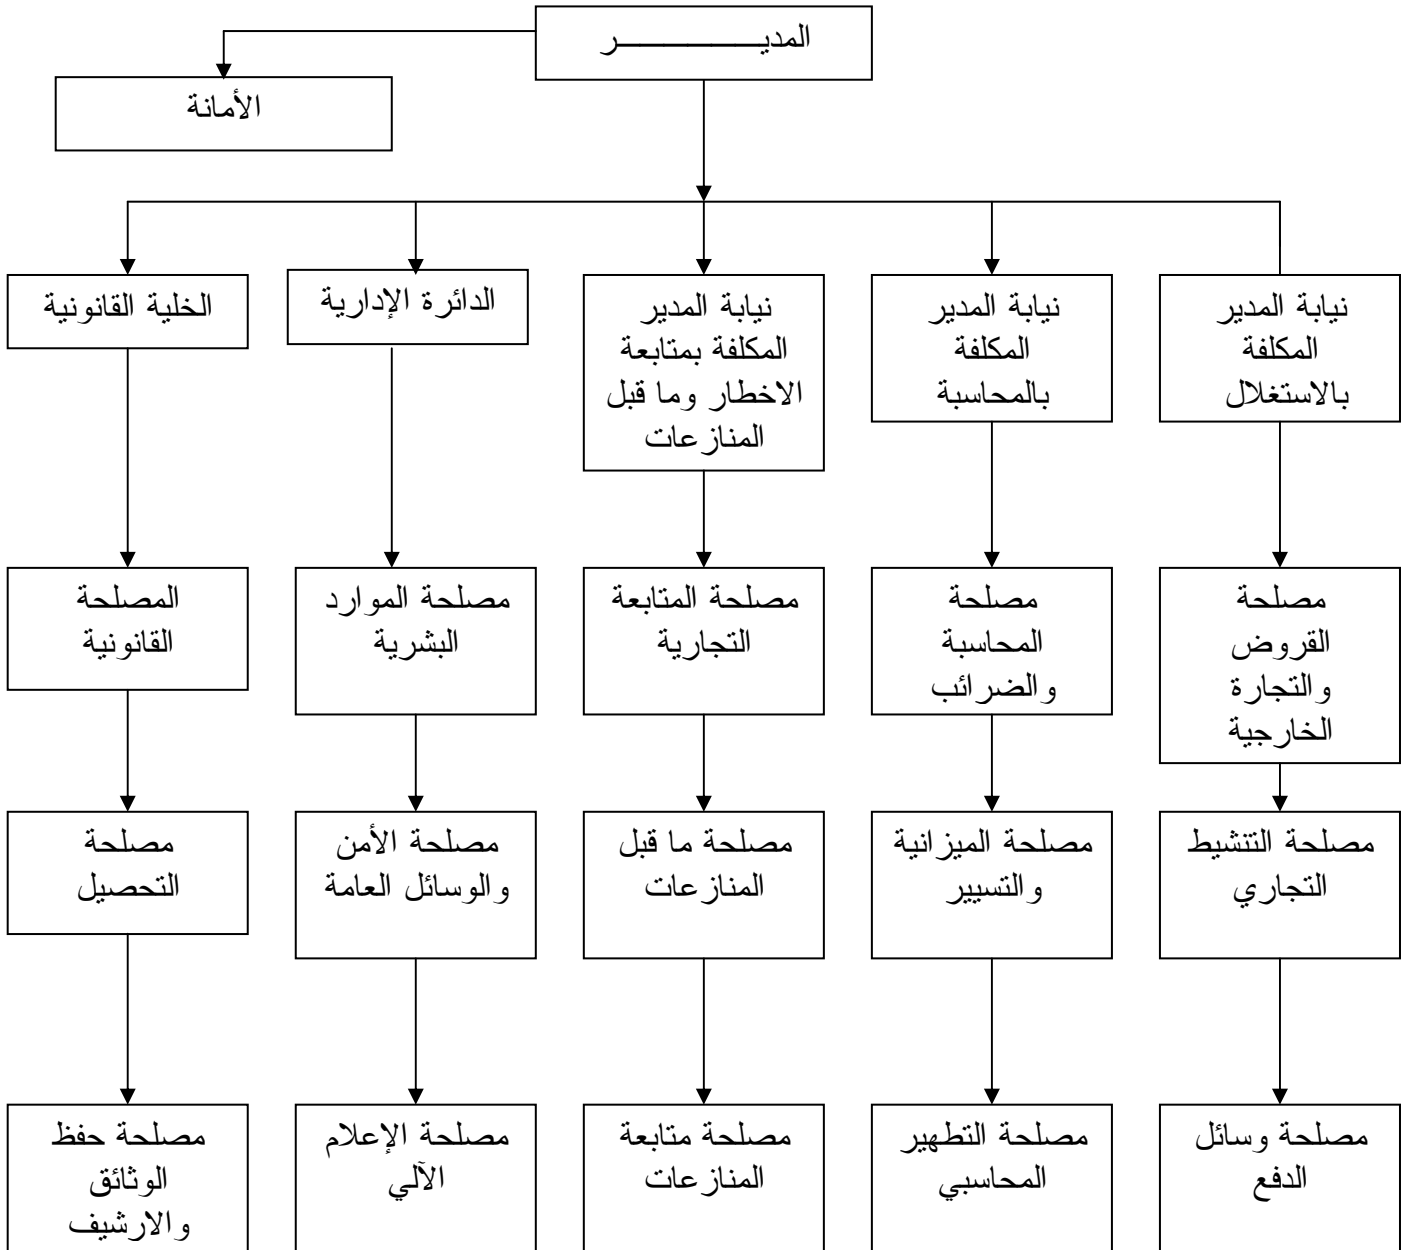 المديـــــــــــــر
الأمانة
نيابة المدير
المكلفة
بالاستغلال
نيابة المدير
المكلفة
بالمحاسبة
نيابة المدير
المكلفة بمتابعة
الاخطار وما قبل
المنازعات
الدائرة الإدارية
الخلية القانونية
مصلحة
القروض
والتجارة
الخارجية
مصلحة
المحاسبة
والضرائب
مصلحة المتابعة
التجارية
مصلحة الموارد
البشرية
المصلحة
القانونية
مصلحة التنشيط
التجاري
مصلحة الميزانية
والتسيير
مصلحة ما قبل
المنازعات
مصلحة الأمن
والوسائل العامة
مصلحة
التحصيل
مصلحة وسائل
الدفع
مصلحة التطهير
المحاسبي
مصلحة متابعة
المنازعات
مصلحة الإعلام
الآلي
مصلحة حفظ
الوثائق
والارشيف